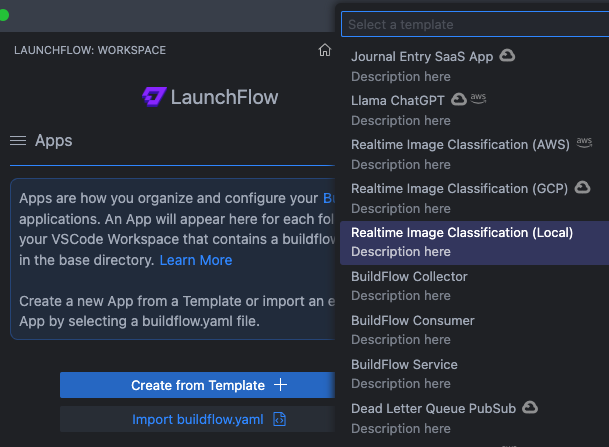 LAUNCHFLOW: WORKSPACE
LaunchFlow
Apps
Apps are how you organize and configure your
applications. An App will appear here for each
your VSCode Workspace that contains a
in the base directory. Learn More
Create a new App from a Template or import an
App by selecting a buildflow.yaml file.
Create from Template
Import buildflow.yaml
Select a template
Journal Entry SaaS App
Description here
Llama ChatGPT aws
Description here
Realtime Image Classification (AWS) aws
Description here
Realtime Image Classification (GCP)
Description here
Realtime Image Classification (Local)
Description here
BuildFlow Collector
Description here
BuildFlow Consumer
Description here
BuildFlow Service
Description here
Dead Letter Queue PubSub
Description here